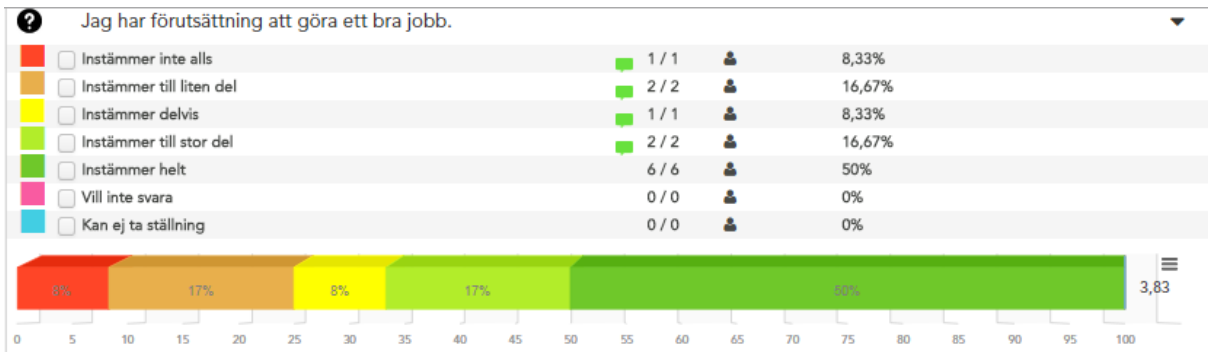 ? Jag har förutsättning att göra ett bra jobb.
Instämmer inte alls 1 / 1 8,33%
Instämmer till liten del 2 / 2 16,67%
Instämmer delvis 1 / 1 8,33%
Instämmer till stor del 2 / 2 16,67%
Instämmer helt 6 / 6 50%
Vill inte svara 0 / 0 0%
Kan ej ta ställning 0 / 0 0%
8% 17% 8% 17% 50% 3,83
0 5 10 15 20 25 30 35 40 45 50 55 60 65 70 75 80 85 90 95 100